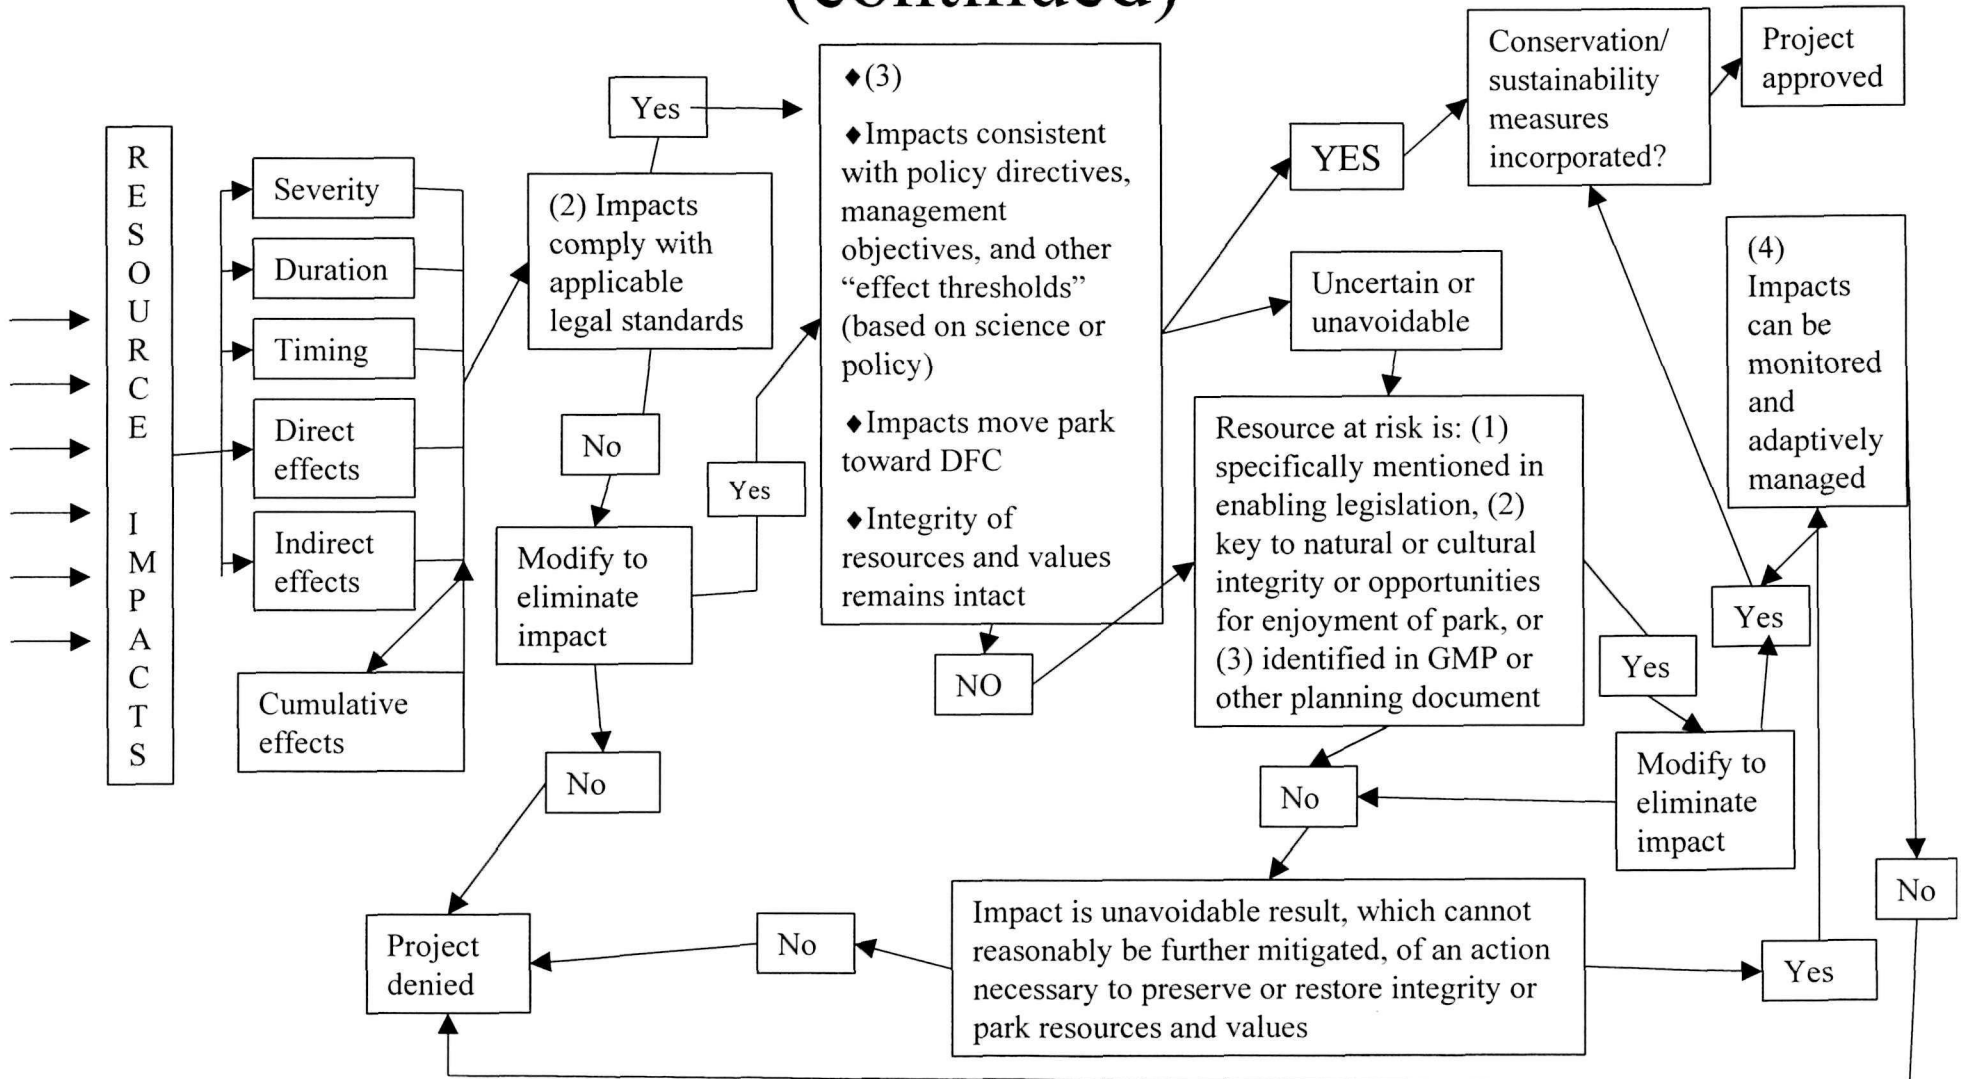 (continued)
R
E
S
O
U
R
C
E
I
M
P
A
C
T
S
Severity
Duration
Timing
Direct
effects
Indirect
effects
Cumulative
effects
Yes
(2) Impacts
comply with
applicable
legal standards
No
Modify to
eliminate
impact
Yes
No
Project
denied
♦(3)
♦Impacts consistent
with policy directives,
management
objectives, and other
“effect thresholds”
(based on science or
policy)
♦Impacts move park
toward DFC
♦Integrity of
resources and values
remains intact
NO
YES
Uncertain or
unavoidable
Conservation/
sustainability
measures
incorporated?
Project
approved
Resource at risk is: (1)
specifically mentioned in
enabling legislation, (2)
key to natural or cultural
integrity or opportunities
for enjoyment of park, or
(3) identified in GMP or
other planning document
Yes
Modify to
eliminate
impact
Yes
No
Impact is unavoidable result, which cannot
reasonably be further mitigated, of an action
necessary to preserve or restore integrity or
park resources and values
No
Yes
(4)
Impacts
can be
monitored
and
adaptively
managed
No